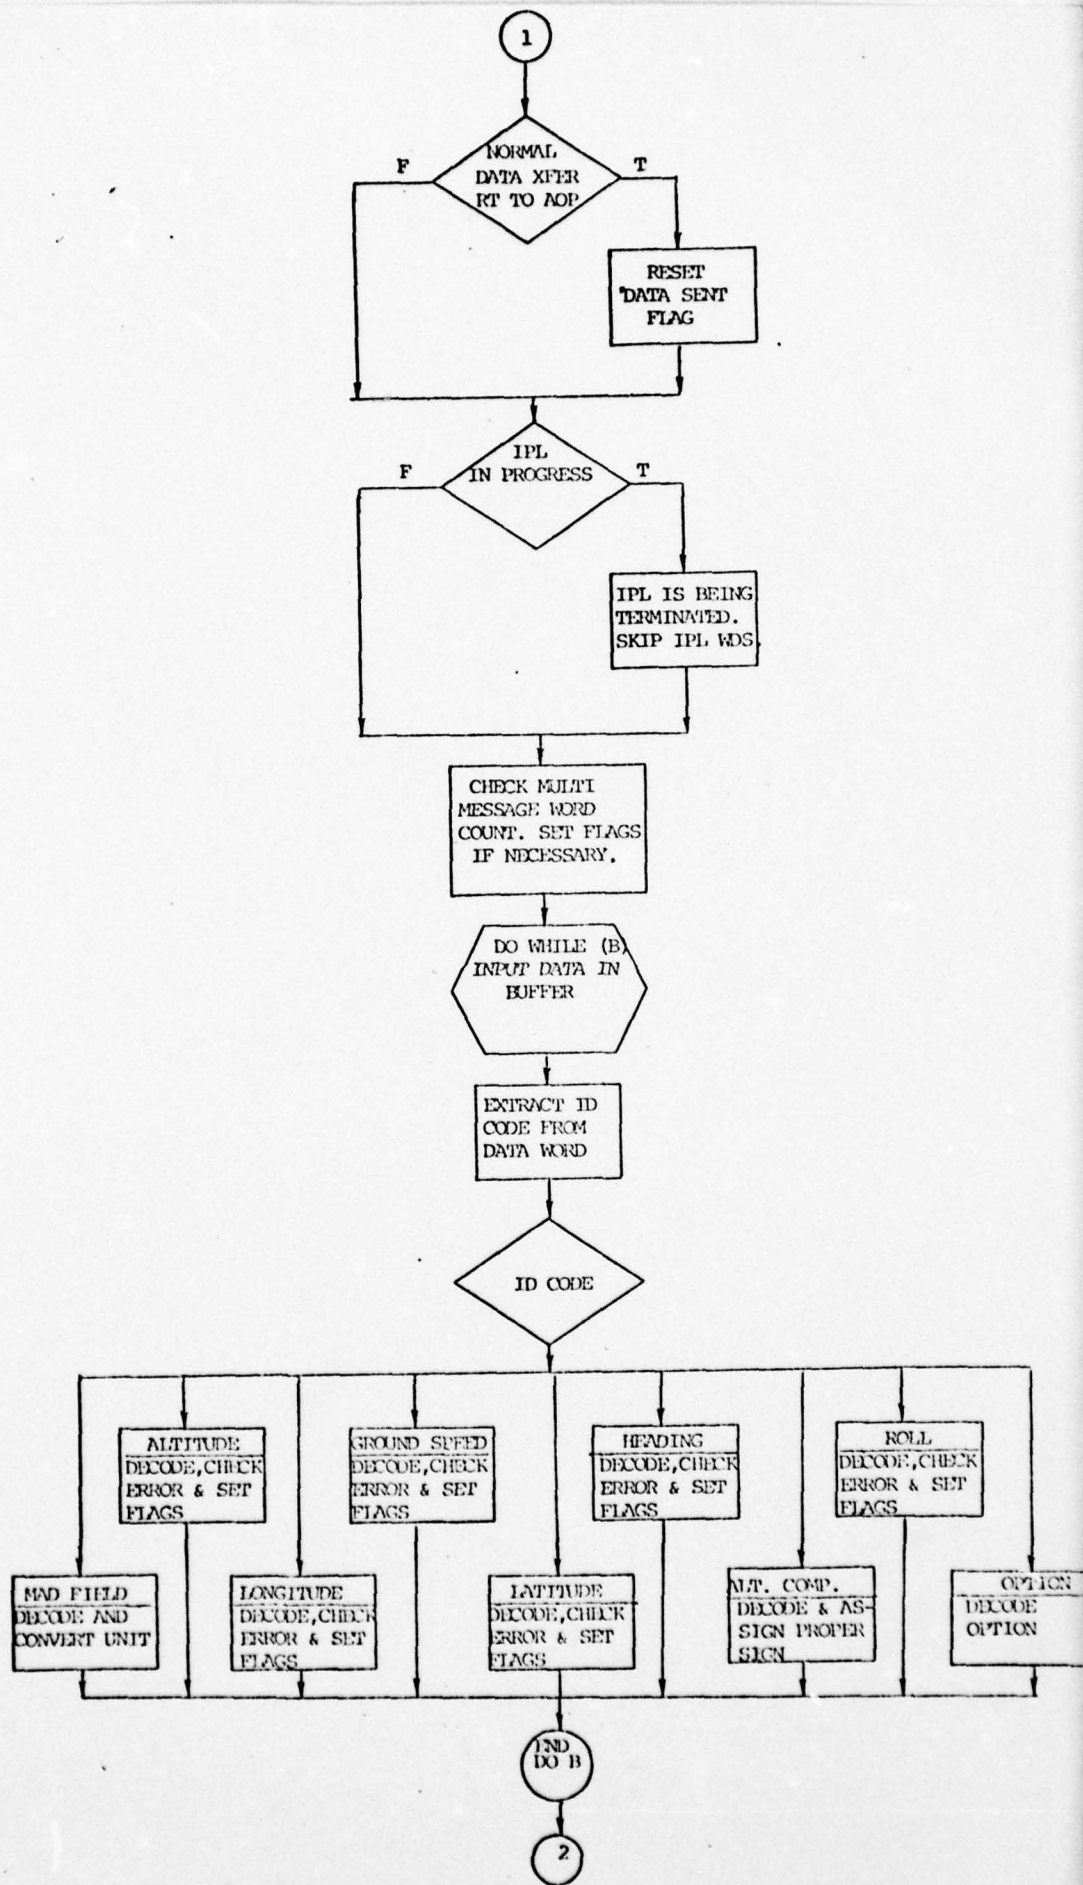 1
NORMAL
DATA XFER
RT TO AOP
F
T
RESET
"DATA SENT
FLAG
IPL
IN PROGRESS
F
T
IPL IS BEING
TERMINATED.
SKIP IPL WDS.
CHECK MULTI
MESSAGE WORD
COUNT. SET FLAGS
IF NECESSARY.
DO WHILE (B)
INPUT DATA IN
BUFFER
EXTRACT ID
CODE FROM
DATA WORD
ID CODE
ALTITUDE
DECODE,CHECK
ERROR & SET
FLAGS
GROUND SPEED
DECODE,CHECK
ERROR & SET
FLAGS
HEADING
DECODE,CHECK
ERROR & SET
FLAGS
ROLL
DECODE,CHECK
ERROR & SET
FLAGS
MAD FIELD
DECODE AND
CONVERT UNIT
LONGITUDE
DECODE,CHECK
ERROR & SET
FLAGS
LATITUDE
DECODE,CHECK
ERROR & SET
FLAGS
ALT. COMP.
DECODE & AS-
SIGN PROPER
SIGN
OPTION
DECODE
OPTION
END
DO B
2